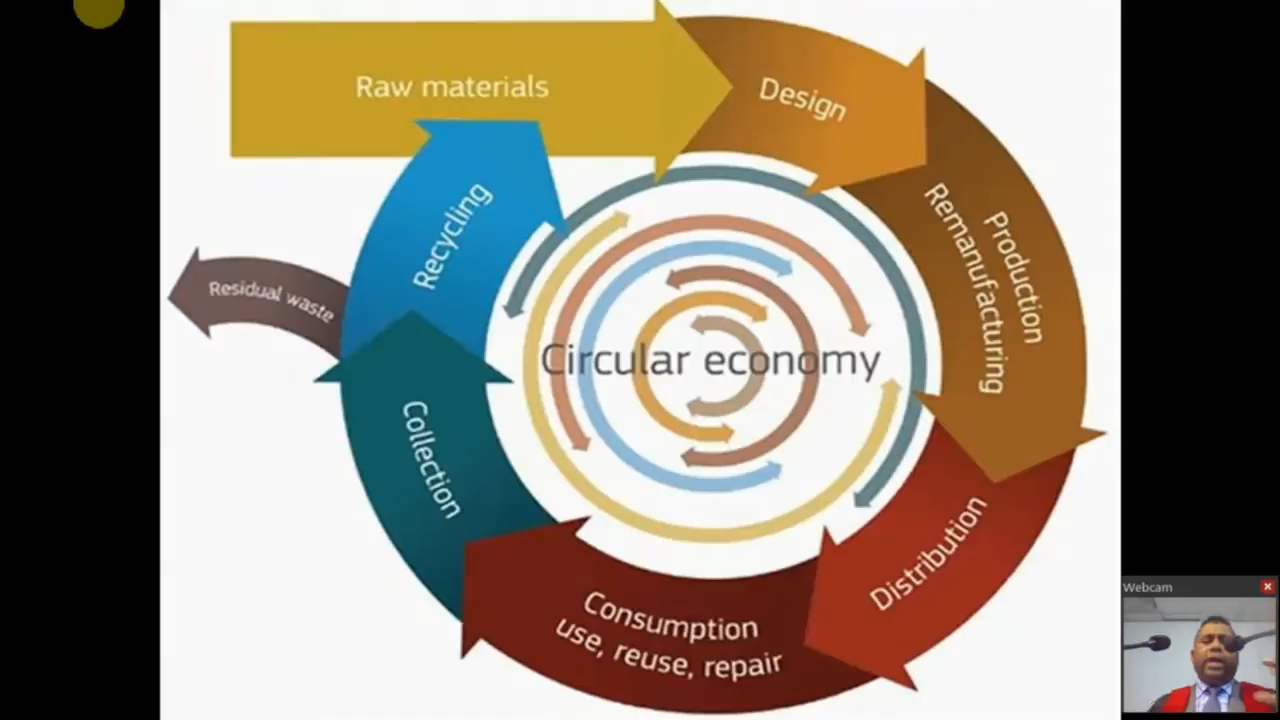 Raw materials
Design
Production
Remanufacturing
Distribution
Consumption
use, reuse, repair
Collection
Recycling
Residual waste
Circular economy
Webcam